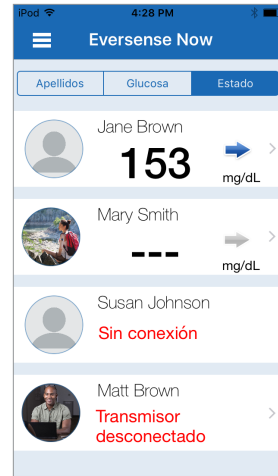 iPod 4:28 PM
Eversense Now
Apellidos Glucosa Estado
Jane Brown
153
mg/dL
Mary Smith
---
mg/dL
Susan Johnson
Sin conexión
Matt Brown
Transmisor
desconectado